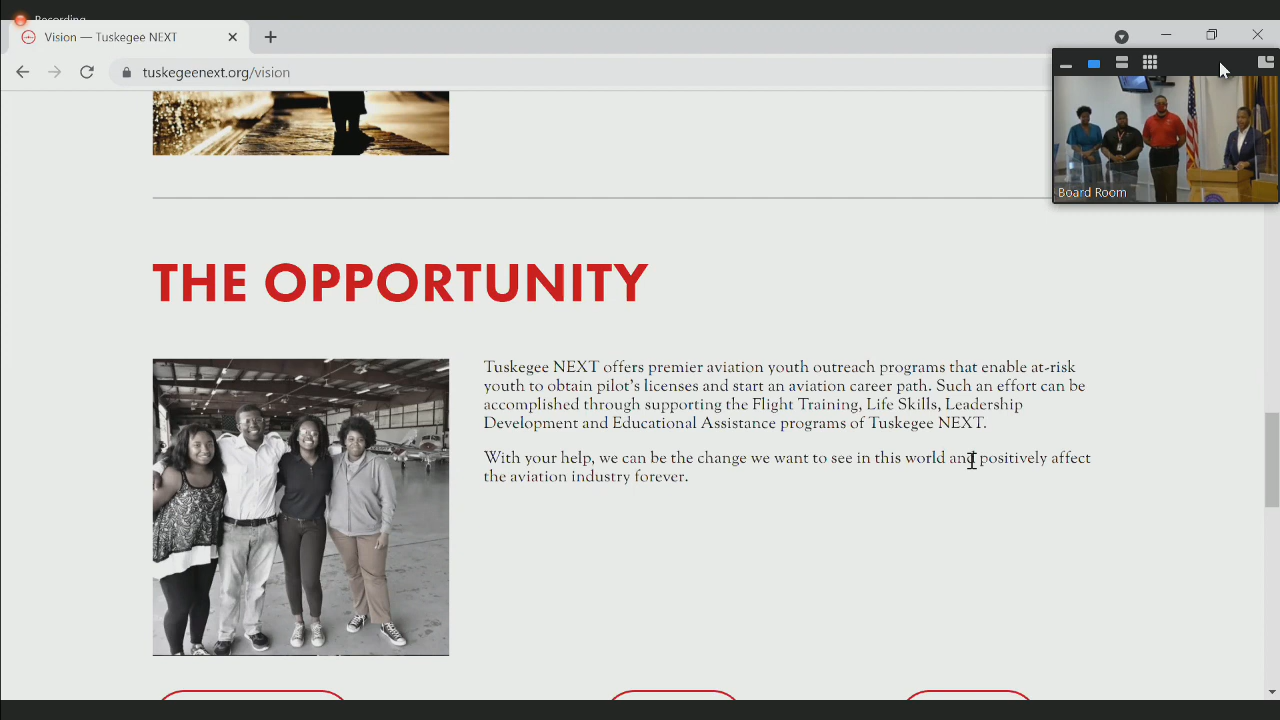 Recording
Vision — Tuskegee NEXT
tuskegeenext.org/vision
Board Room
THE OPPORTUNITY
Tuskegee NEXT offers premier aviation youth outreach programs that enable at-risk
youth to obtain pilot's licenses and start an aviation career path. Such an effort can be
accomplished through supporting the Flight Training, Life Skills, Leadership
Development and Educational Assistance programs of Tuskegee NEXT.
With your help, we can be the change we want to see in this world and positively affect
the aviation industry forever.